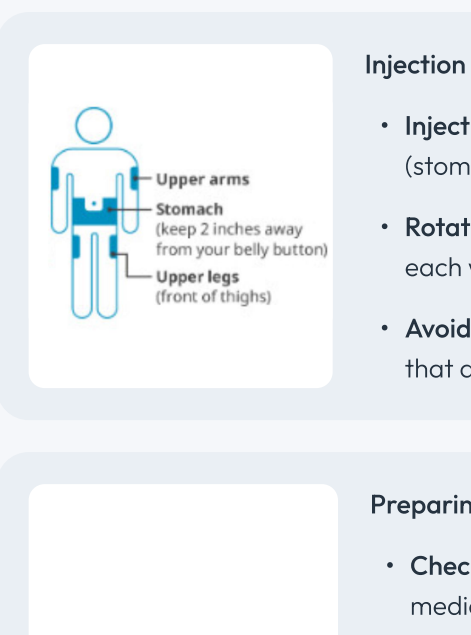 Upper arms
Stomach
(keep 2 inches away
from your belly button)
Upper legs
(front of thighs)
Injection
• Inject
(stom
• Rotat
each
• Avoid
that
Preparin
• Chec
medi